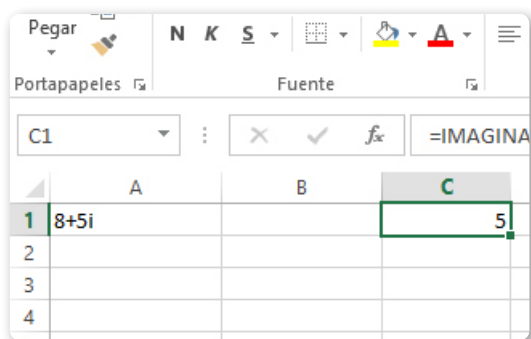 Pegar
N K S A
Portapapeles Fuente
C1 fx =IMAGINA
A B C
1 8+5i 5
2
3
4